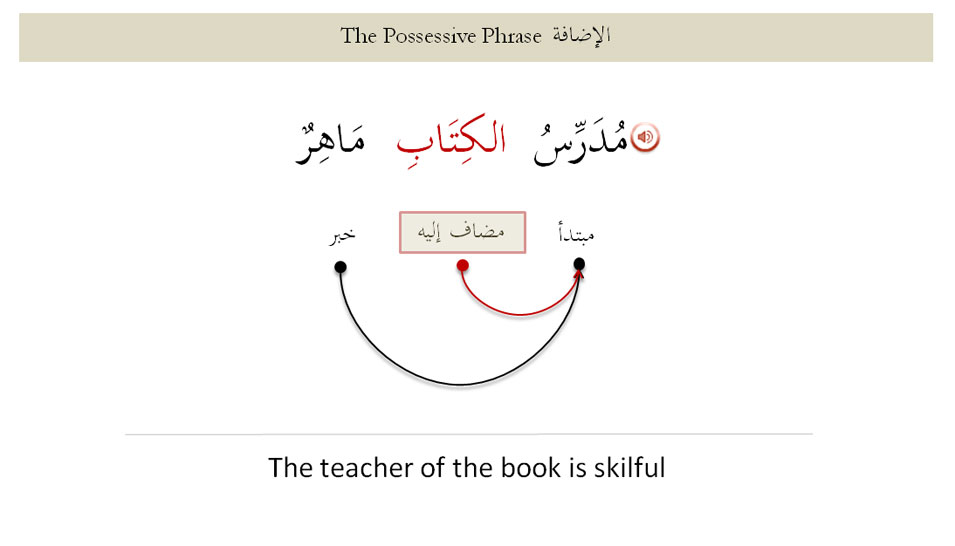 The Possessive Phrase الإضافة
مُدَرِّسُ الكِتَابِ مَاهِرٌ
مبتدأ مضاف إليه خبر
The teacher of the book is skilful